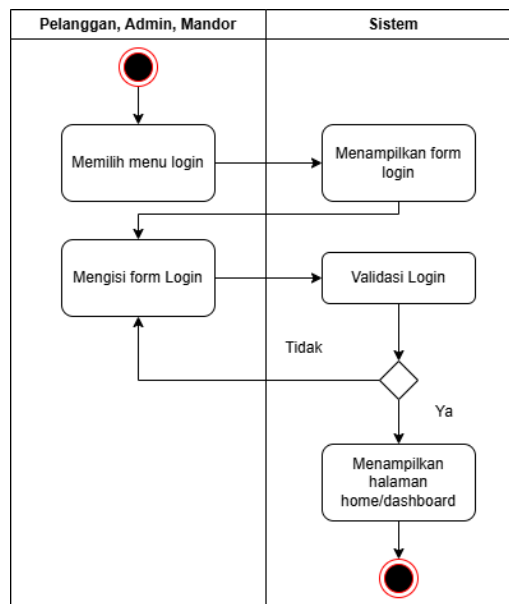 Pelanggan, Admin, Mandor
Sistem
Memilih menu login
Menampilkan form
login
Mengisi form Login
Validasi Login
Tidak
Ya
Menampilkan
halaman
home/dashboard